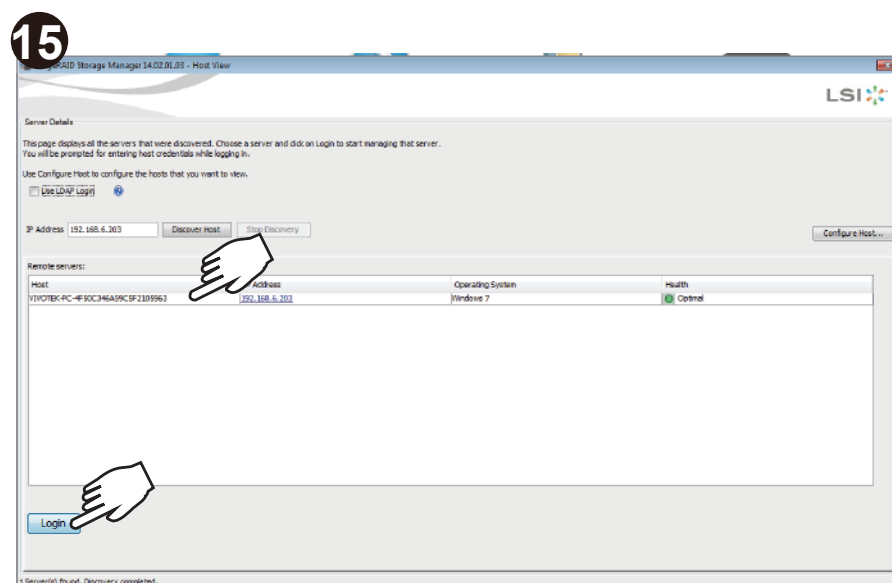 15
RAID Storage Manager 14.02.01.03 - Host View
LSI
Server Details
This page displays all the servers that were discovered. Choose a server and click on Login to start managing that server.
You will be prompted for entering host credentials while logging in.
Use Configure Host to configure the hosts that you want to view.
Use LDAP Login
IP Address 192.168.6.203 Discover Host Stop Discovery Configure Host...
Remote servers:
Host Address Operating System Health
192.168.6.203 Windows 7 Optimal
Login
Server(s) found. Discovery completed.